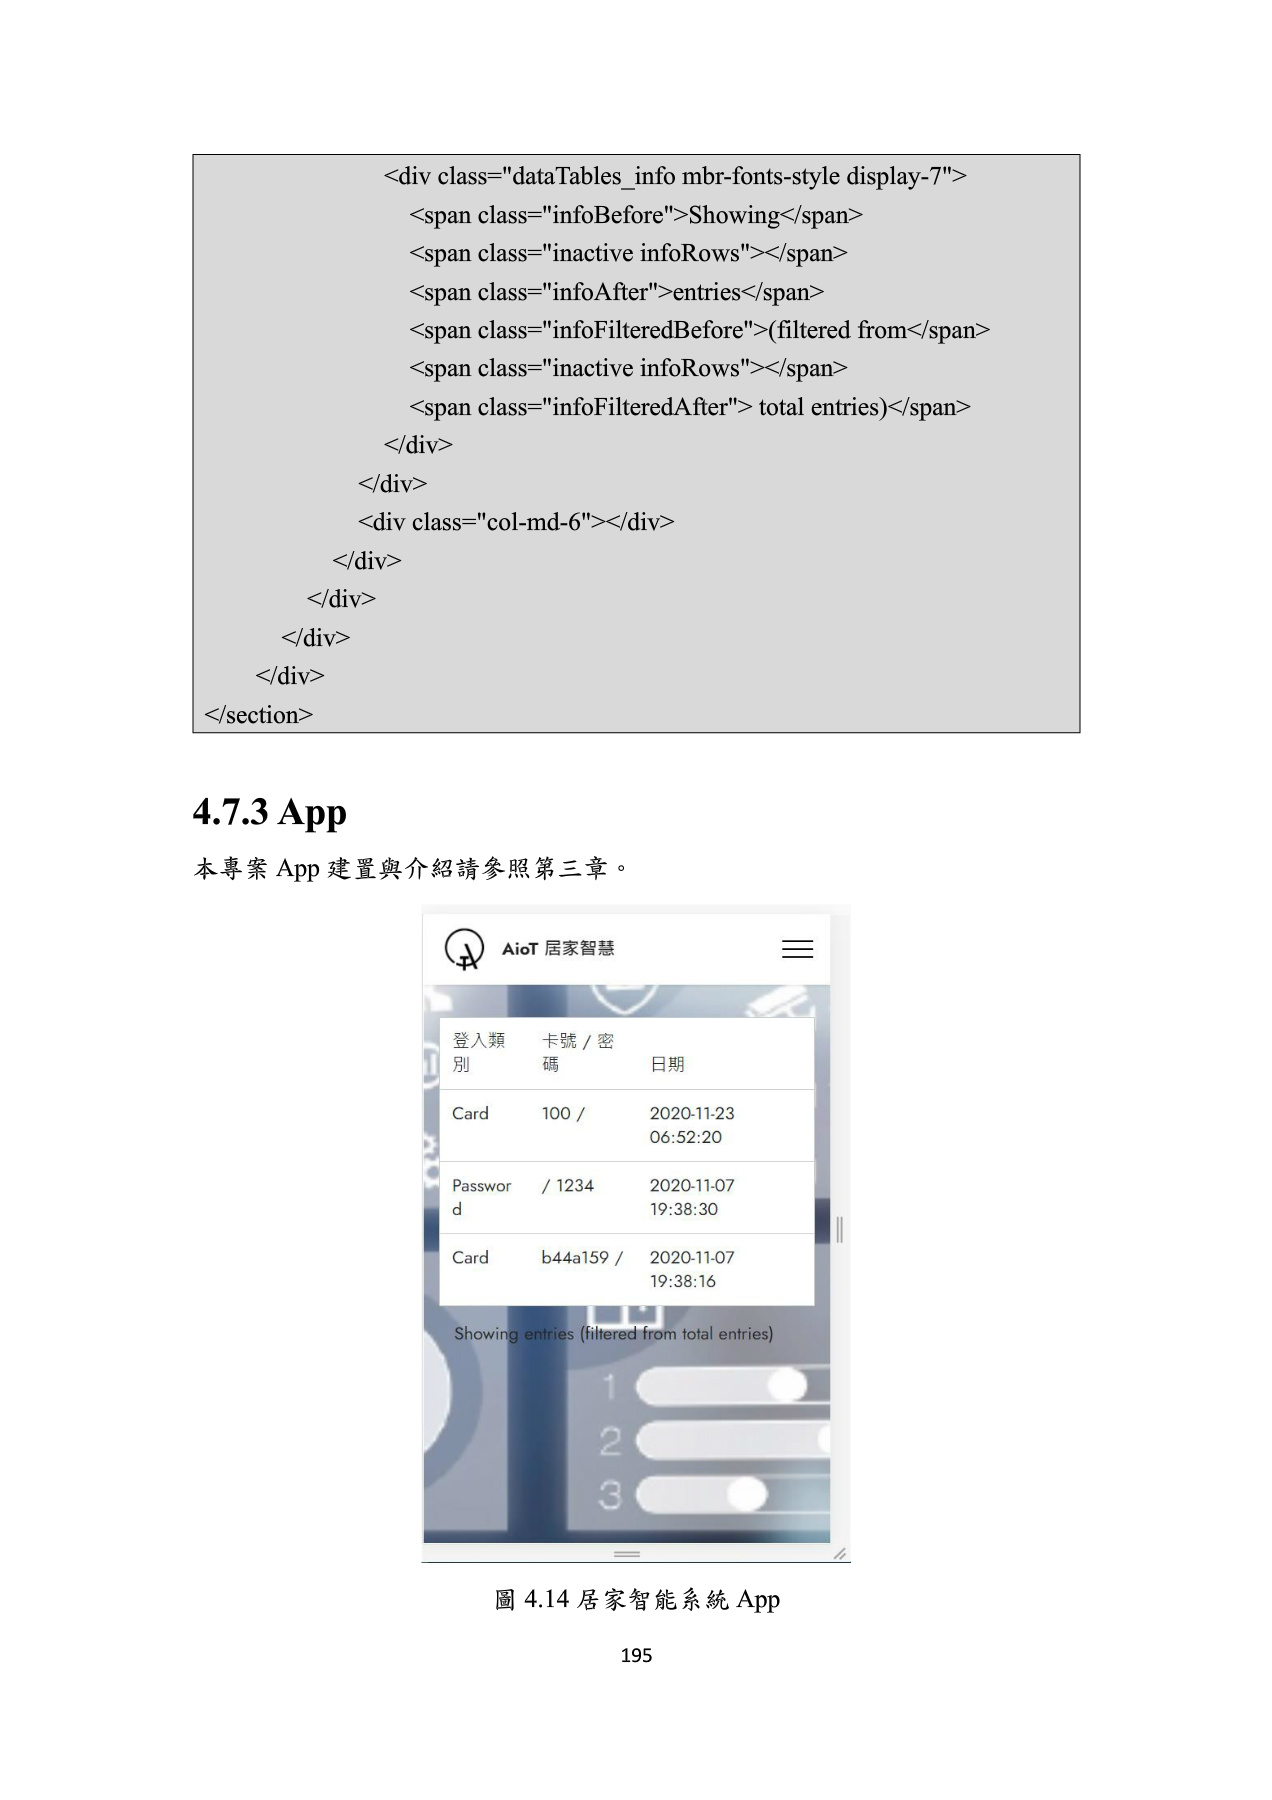 <div class="dataTables_info mbr-fonts-style display-7">
<span class="infoBefore">Showing</span>
<span class="inactive infoRows"></span>
<span class="infoAfter">entries</span>
<span class="infoFilteredBefore">(filtered from</span>
<span class="inactive infoRows"></span>
<span class="infoFilteredAfter"> total entries)</span>
</div>
</div>
<div class="col-md-6"></div>
</div>
</div>
</div>
</div>
</section>
4.7.3 App
本專案 App 建置與介紹請參照第三章。
AioT 居家智慧
登入類 卡號 / 密
別 碼 日期
Card 100 / 2020-11-23
06:52:20
Passwor / 1234 2020-11-07
d 19:38:30
Card b44a159 / 2020-11-07
19:38:16
Showing entries (filtered from total entries)
1
2
3
圖 4.14 居家智能系統 App
195